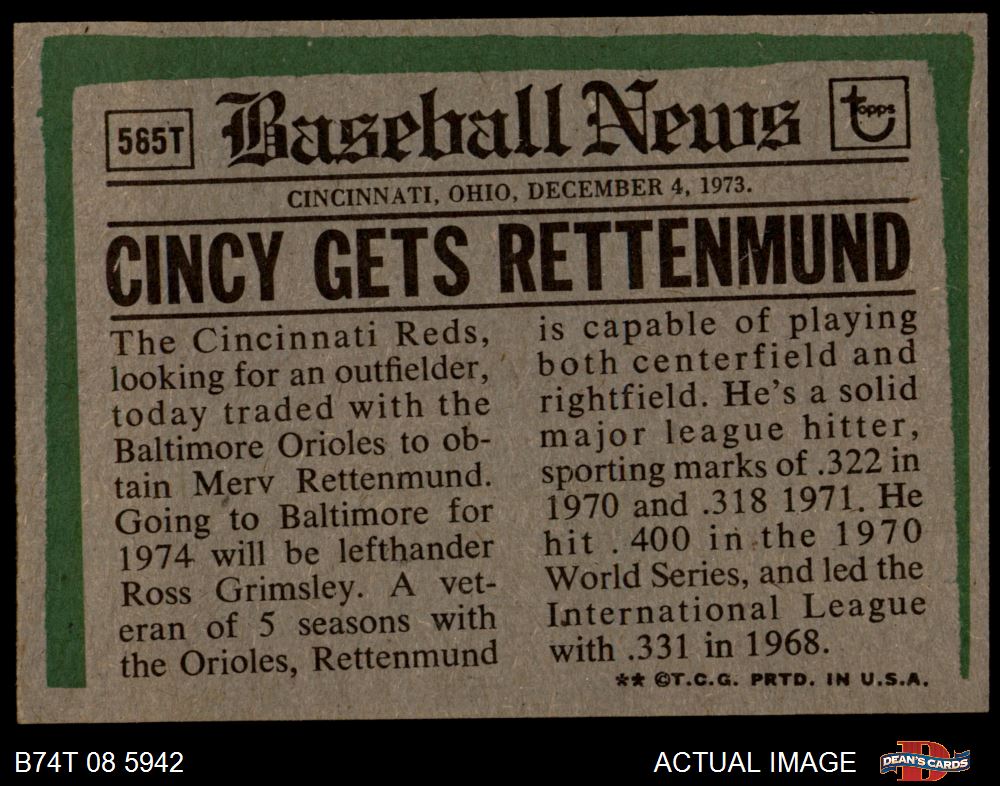 565T
Baseball News
topps
CINCINNATI, OHIO, DECEMBER 4, 1973.
CINCY GETS RETTENMUND
The Cincinnati Reds,
looking for an outfielder,
today traded with the
Baltimore Orioles to ob-
tain Merv Rettenmund.
Going to Baltimore for
1974 will be lefthander
Ross Grimsley. A vet-
eran of 5 seasons with
the Orioles, Rettenmund
is capable of playing
both centerfield and
rightfield. He's a solid
major league hitter,
sporting marks of .322 in
1970 and .318 1971. He
hit .400 in the 1970
World Series, and led the
International League
with .331 in 1968.
** ©T.C.G. PRTD. IN U.S.A.
B74T 08 5942
ACTUAL IMAGE
DEAN'S CARDS